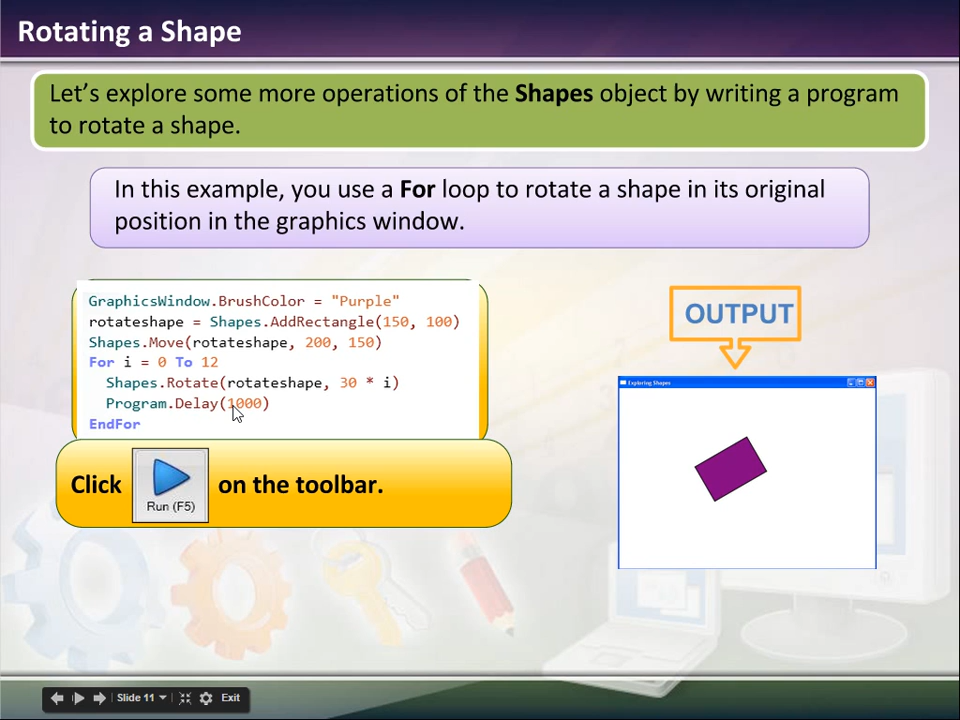 Rotating a Shape
Let’s explore some more operations of the Shapes object by writing a program
to rotate a shape.
In this example, you use a For loop to rotate a shape in its original
position in the graphics window.
GraphicsWindow.BrushColor = "Purple"
rotateshape = Shapes.AddRectangle(150, 100)
Shapes.Move(rotateshape, 200, 150)
For i = 0 To 12
Shapes.Rotate(rotateshape, 30 * i)
Program.Delay(1000)
EndFor
Click Run (F5) on the toolbar.
OUTPUT
Exploring Shapes
Slide 11 Exit